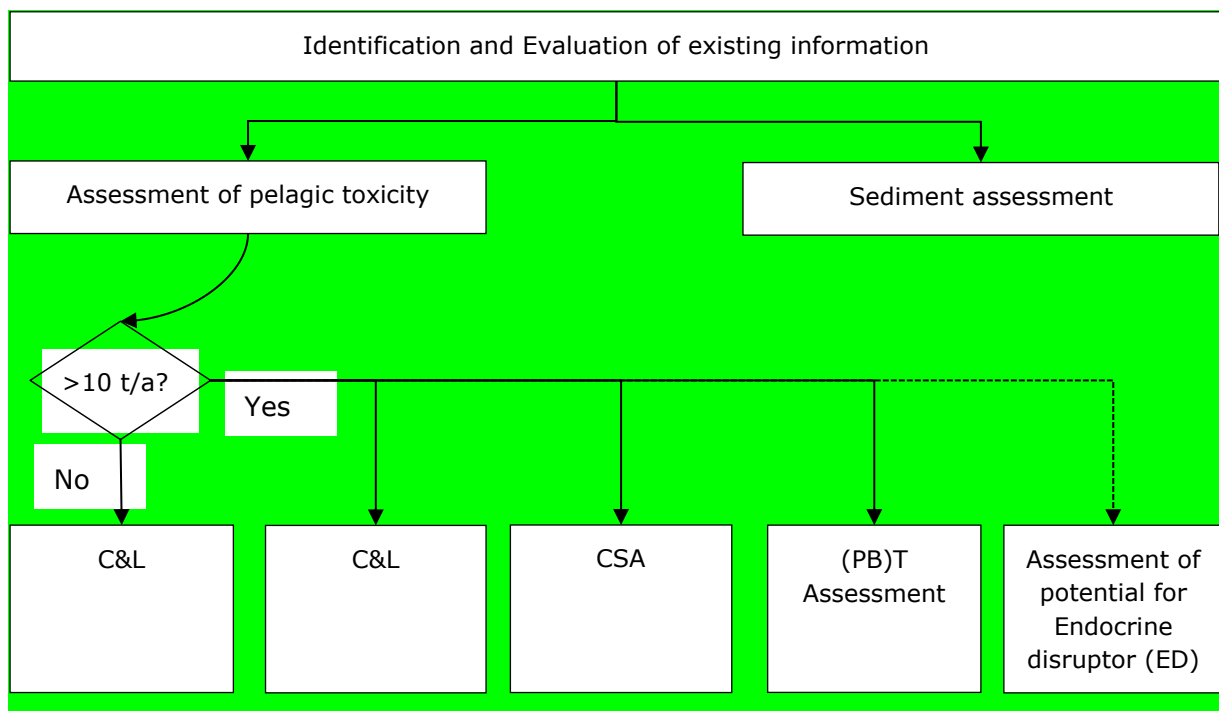 Identification and Evaluation of existing information
Assessment of pelagic toxicity
Sediment assessment
>10 t/a?
Yes
No
C&L
C&L
CSA
(PB)T
Assessment
Assessment of
potential for
Endocrine
disruptor (ED)